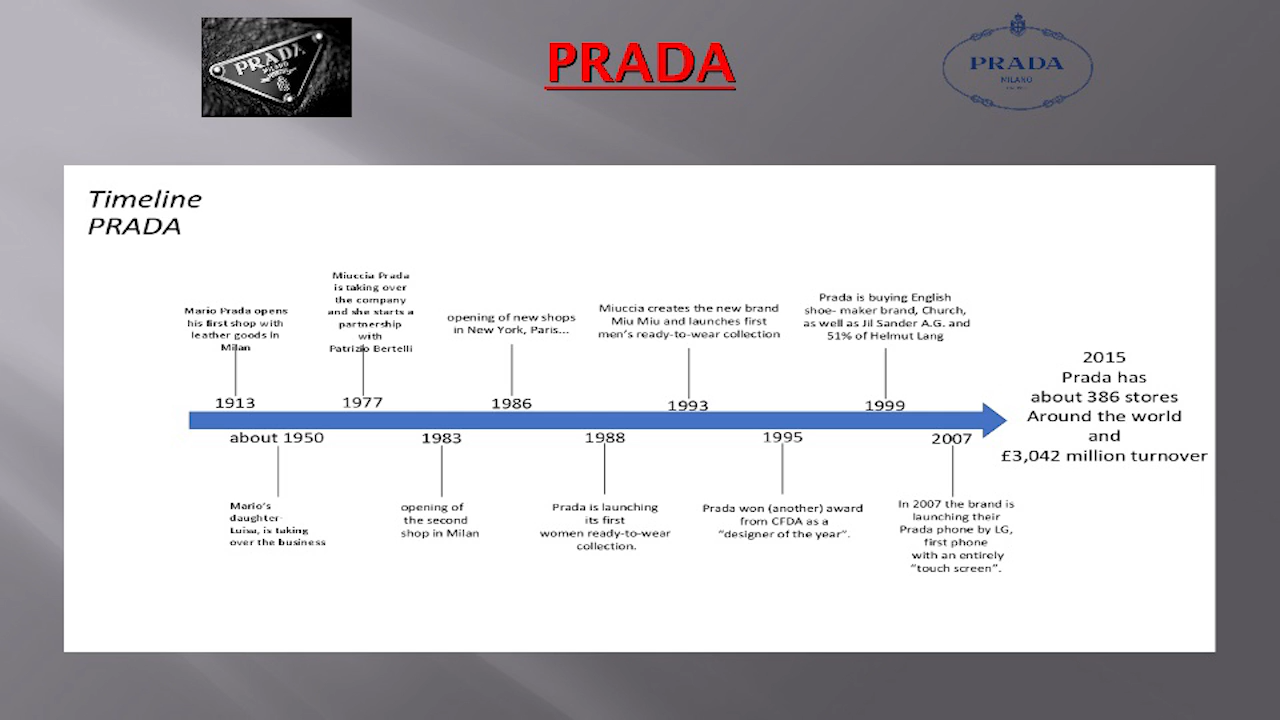 PRADA
MILANO
PRADA
PRADA
MILANO
Timeline
PRADA
Mario Prada opens
his first shop with
leather goods in
Milan
1913
Miuccia Prada
is taking over
the company
and she starts a
partnership
with
Patrizio Bertelli
1977
opening of new shops
in New York, Paris...
1986
Miuccia creates the new brand
Miu Miu and launches first
men's ready-to-wear collection
1993
Prada is buying English
shoe- maker brand, Church,
as well as Jil Sander A.G. and
51% of Helmut Lang
1999
2015
Prada has
about 386 stores
Around the world
and
£3,042 million turnover
about 1950
Mario's
daughter-
Luisa, is taking
over the business
1983
opening of
the second
shop in Milan
1988
Prada is launching
its first
women ready-to-wear
collection.
1995
Prada won (another) award
from CFDA as a
"designer of the year".
2007
In 2007 the brand is
launching their
Prada phone by LG,
first phone
with an entirely
"touch screen".